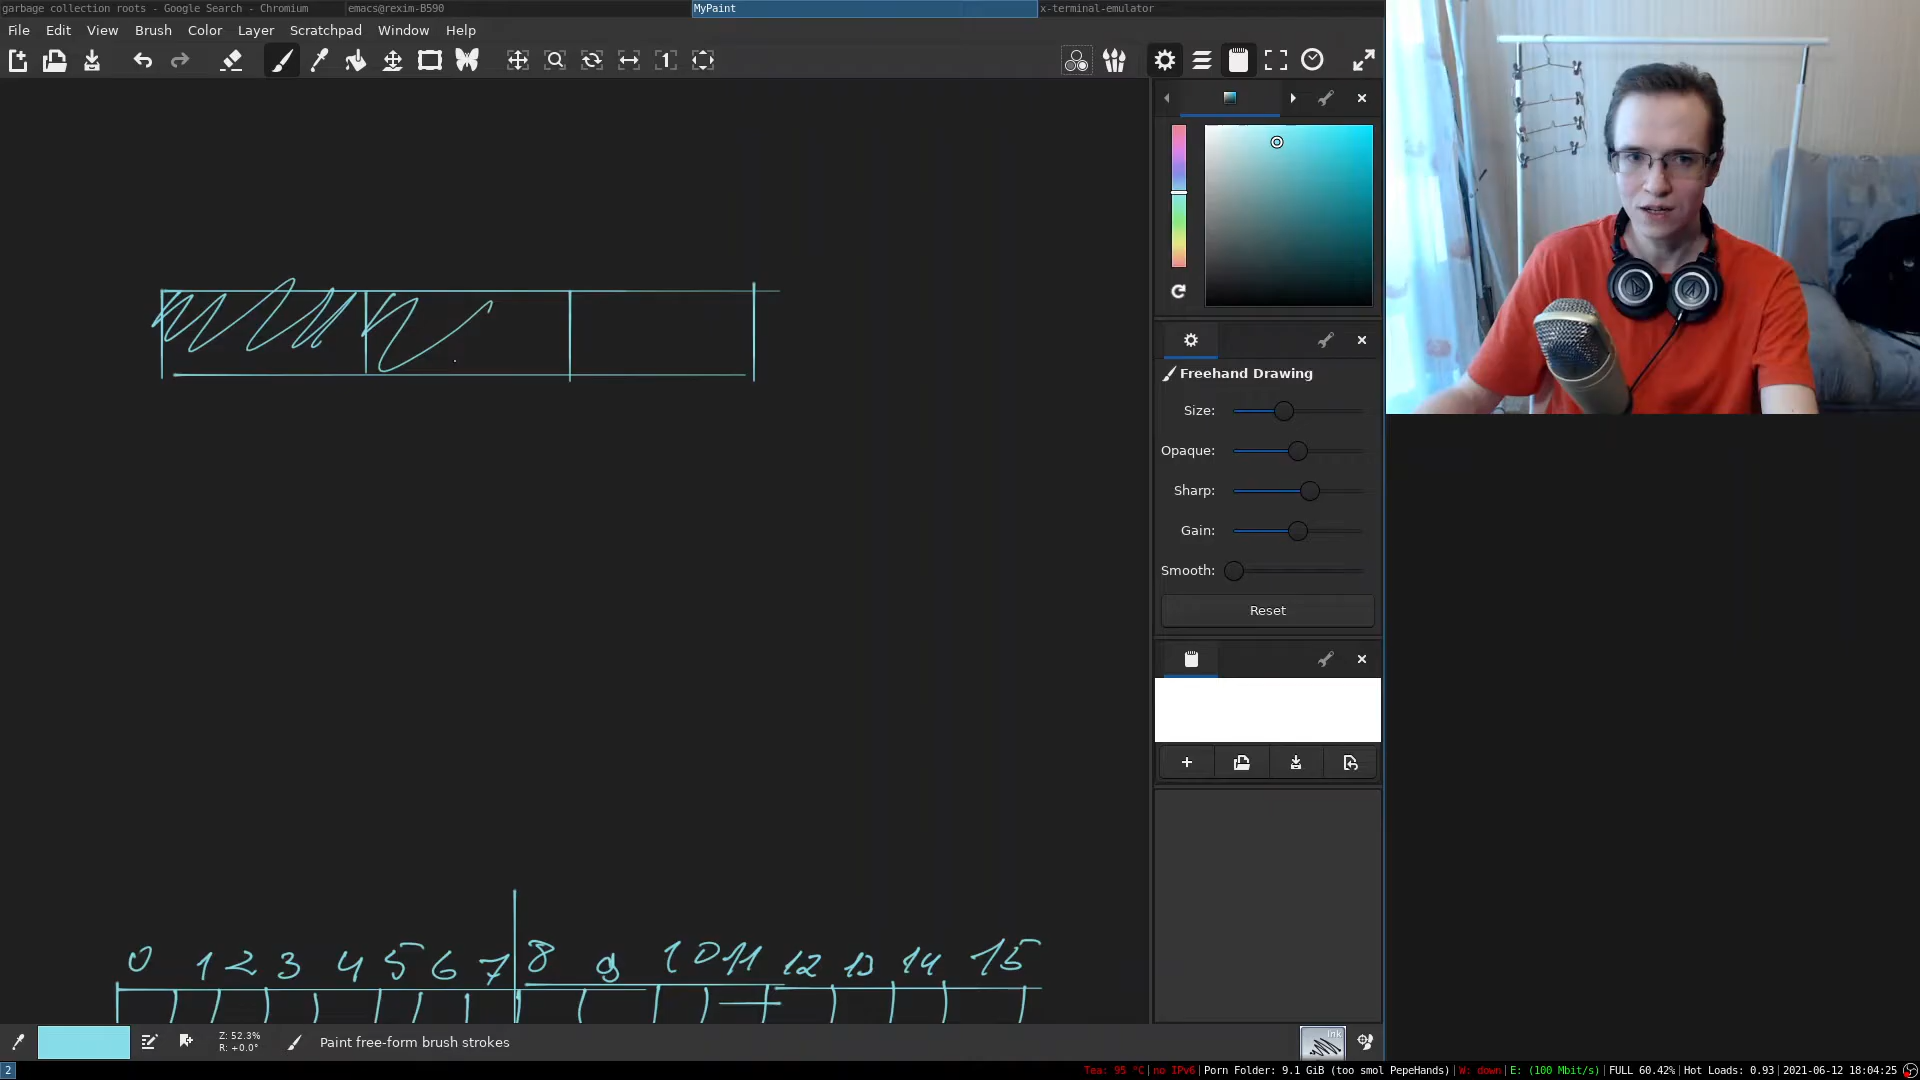 garbage collection roots - Google Search - Chromium
emacs@rexim-B590
MyPaint
x-terminal-emulator
File Edit View Brush Color Layer Scratchpad Window Help
1
Freehand Drawing
Size:
Opaque:
Sharp:
Gain:
Smooth:
Reset
0 1 2 3 4 5 6 7 8 9 10 11 12 13 14 15
Z: 52.3%
R: +0.0°
Paint free-form brush strokes
Ink
2
Tea: 95 °C|no IPv6|Porn Folder: 9.1 GiB (too smol PepeHands)|W: down|E: (100 Mbit/s)|FULL 60.42%|Hot Loads: 0.93|2021-06-12 18:04:25